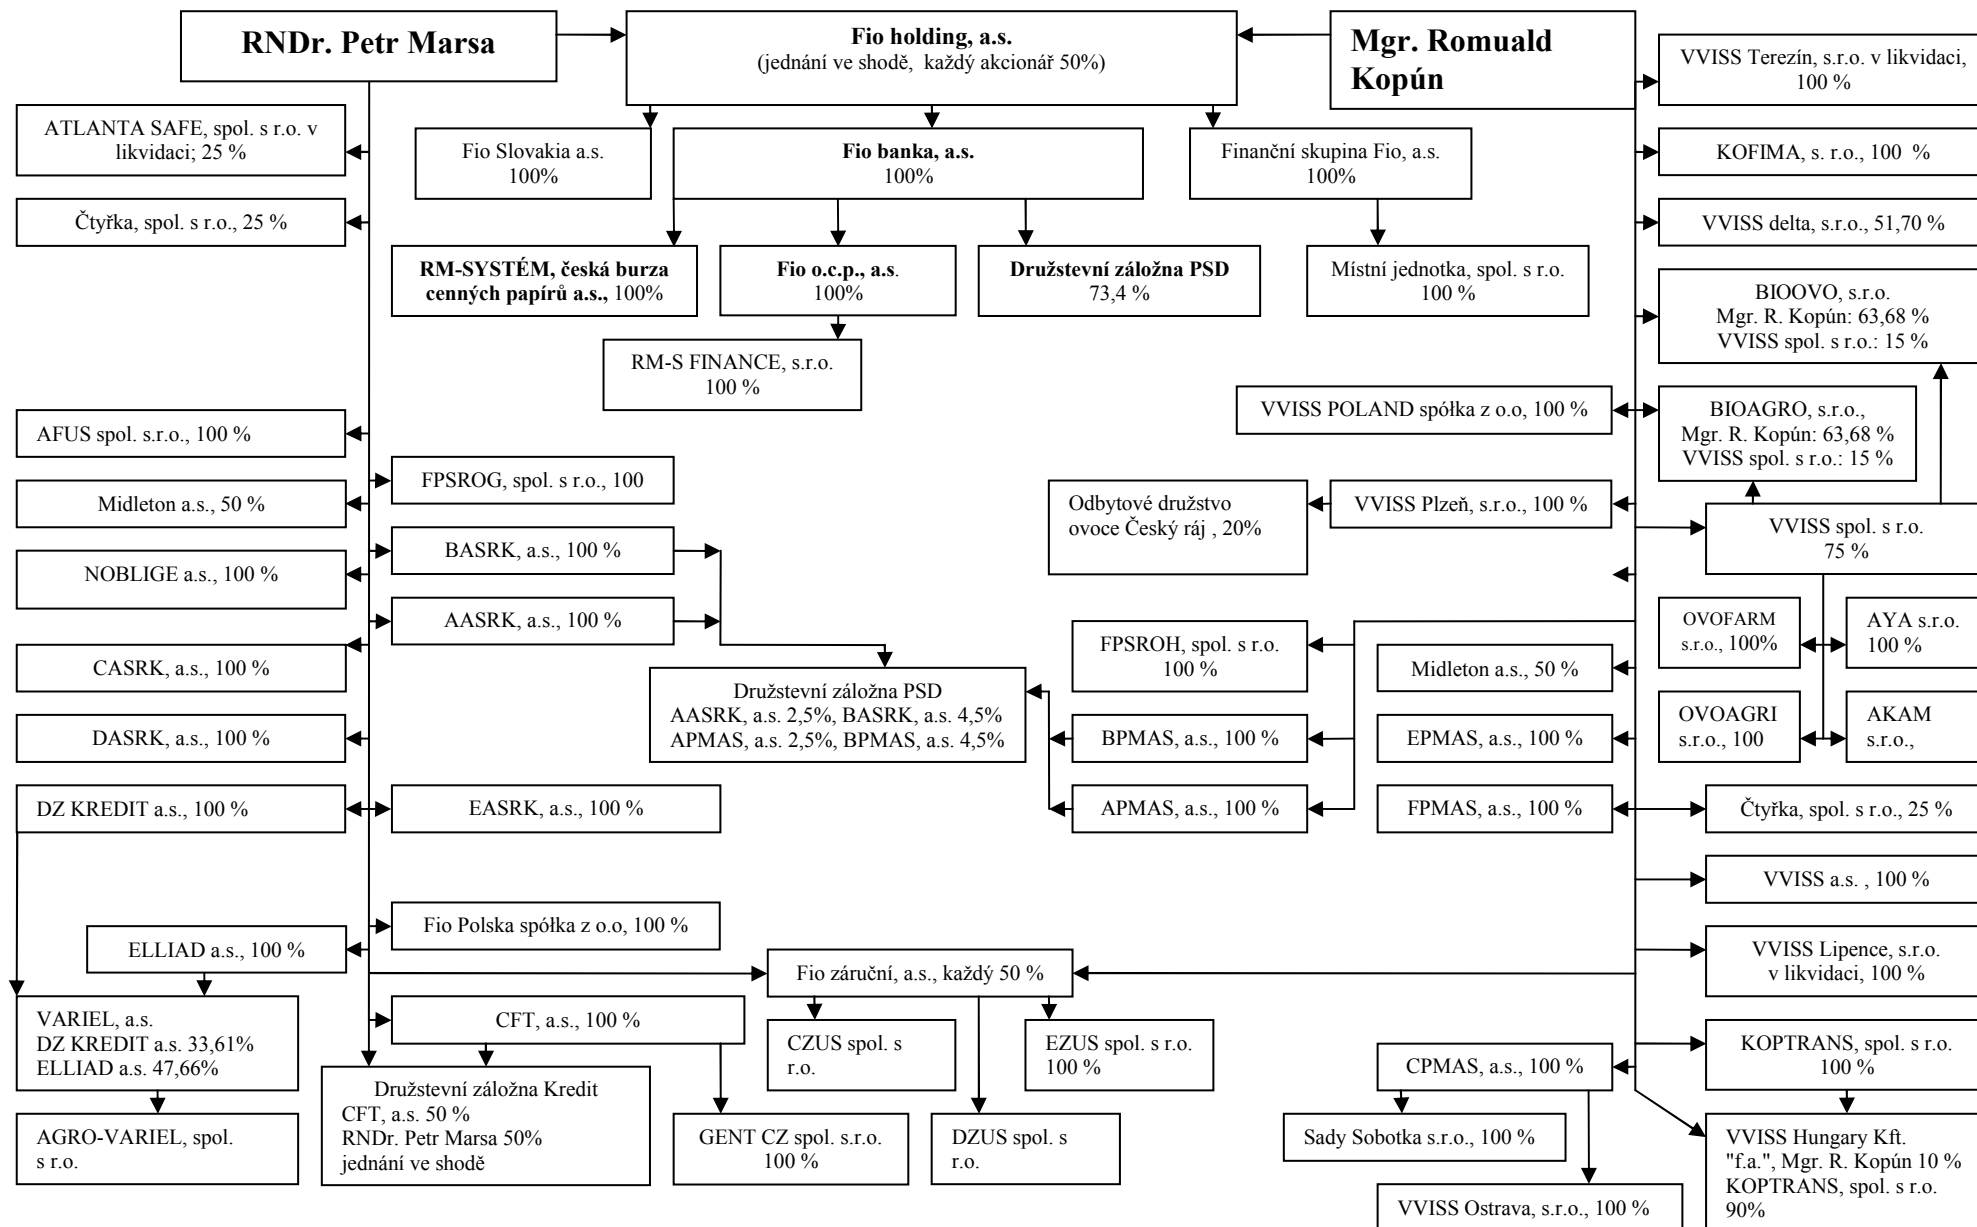 RNDr. Petr Marsa
Fio holding, a.s.
(jednání ve shodě,  každý akcionář 50%)
Mgr. Romuald
Kopún
VVISS Terezín, s.r.o. v likvidaci,
100 %
ATLANTA SAFE, spol. s r.o. v
likvidaci; 25 %
Fio Slovakia a.s.
100%
Fio banka, a.s.
100%
Finanční skupina Fio, a.s.
100%
KOFIMA, s. r.o., 100  %
Čtyřka, spol. s r.o., 25 %
VVISS delta, s.r.o., 51,70 %
RM-SYSTÉM, česká burza
cenných papírů a.s., 100%
Fio o.c.p., a.s.
100%
Družstevní záložna PSD
73,4 %
Místní jednotka, spol. s r.o.
100 %
BIOOVO, s.r.o.
Mgr. R. Kopún: 63,68 %
VVISS spol. s r.o.: 15 %
RM-S FINANCE, s.r.o.
100 %
VVISS POLAND spółka z o.o, 100 %
BIOAGRO, s.r.o.,
Mgr. R. Kopún: 63,68 %
VVISS spol. s r.o.: 15 %
AFUS spol. s.r.o., 100 %
FPSROG, spol. s r.o., 100
Midleton a.s., 50 %
Odbytové družstvo
ovoce Český ráj , 20%
VVISS Plzeň, s.r.o., 100 %
VVISS spol. s r.o.
75 %
BASRK, a.s., 100 %
NOBLIGE a.s., 100 %
AASRK, a.s., 100 %
OVOFARM
s.r.o., 100%
AYA s.r.o.
100 %
CASRK, a.s., 100 %
FPSROH, spol. s r.o.
100 %
Midleton a.s., 50 %
Družstevní záložna PSD
AASRK, a.s. 2,5%, BASRK, a.s. 4,5%
APMAS, a.s. 2,5%, BPMAS, a.s. 4,5%
OVOAGRI
s.r.o., 100
AKAM
s.r.o.,
DASRK, a.s., 100 %
BPMAS, a.s., 100 %
EPMAS, a.s., 100 %
DZ KREDIT a.s., 100 %
EASRK, a.s., 100 %
APMAS, a.s., 100 %
FPMAS, a.s., 100 %
Čtyřka, spol. s r.o., 25 %
VVISS a.s. , 100 %
Fio Polska spółka z o.o, 100 %
ELLIAD a.s., 100 %
VVISS Lipence, s.r.o.
v likvidaci, 100 %
Fio záruční, a.s., každý 50 %
VARIEL, a.s.
DZ KREDIT a.s. 33,61%
ELLIAD a.s. 47,66%
CFT, a.s., 100 %
CZUS spol. s
r.o.
EZUS spol. s r.o.
100 %
KOPTRANS, spol. s r.o.
100 %
CPMAS, a.s., 100 %
Družstevní záložna Kredit
CFT, a.s. 50 %
RNDr. Petr Marsa 50%
jednání ve shodě
AGRO-VARIEL, spol.
s r.o.
GENT CZ spol. s.r.o.
100 %
DZUS spol. s
r.o.
Sady Sobotka s.r.o., 100 %
VVISS Hungary Kft.
"f.a.", Mgr. R. Kopún 10 %
KOPTRANS, spol. s r.o.
90%
VVISS Ostrava, s.r.o., 100 %